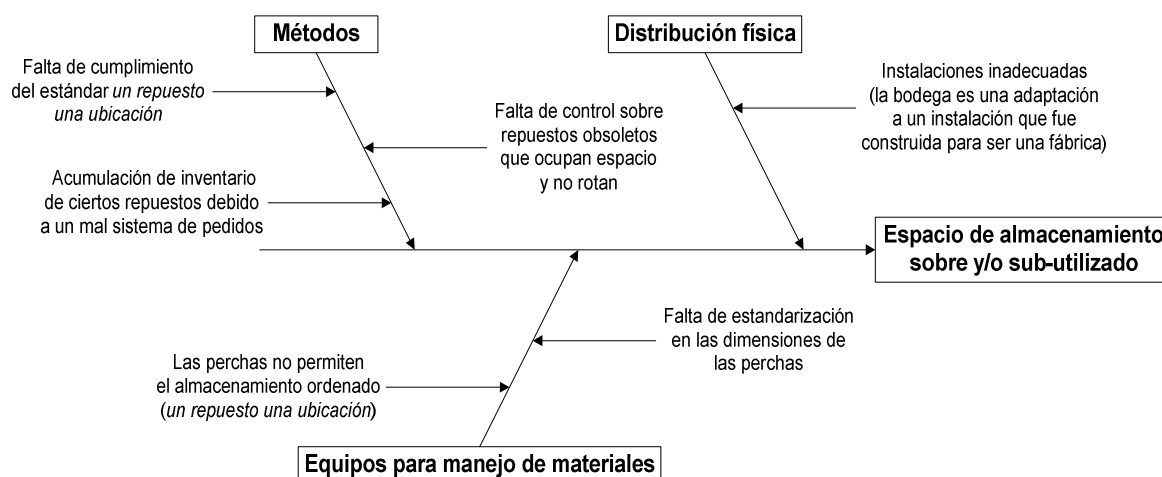 Métodos
Distribución física
Falta de cumplimiento
del estándar un repuesto
una ubicación
Falta de control sobre
repuestos obsoletos
que ocupan espacio
y no rotan
Instalaciones inadecuadas
(la bodega es una adaptación
a un instalación que fue
construida para ser una fábrica)
Acumulación de inventario
de ciertos repuestos debido
a un mal sistema de pedidos
Espacio de almacenamiento
sobre y/o sub-utilizado
Falta de estandarización
en las dimensiones de
las perchas
Las perchas no permiten
el almacenamiento ordenado
(un repuesto una ubicación)
Equipos para manejo de materiales